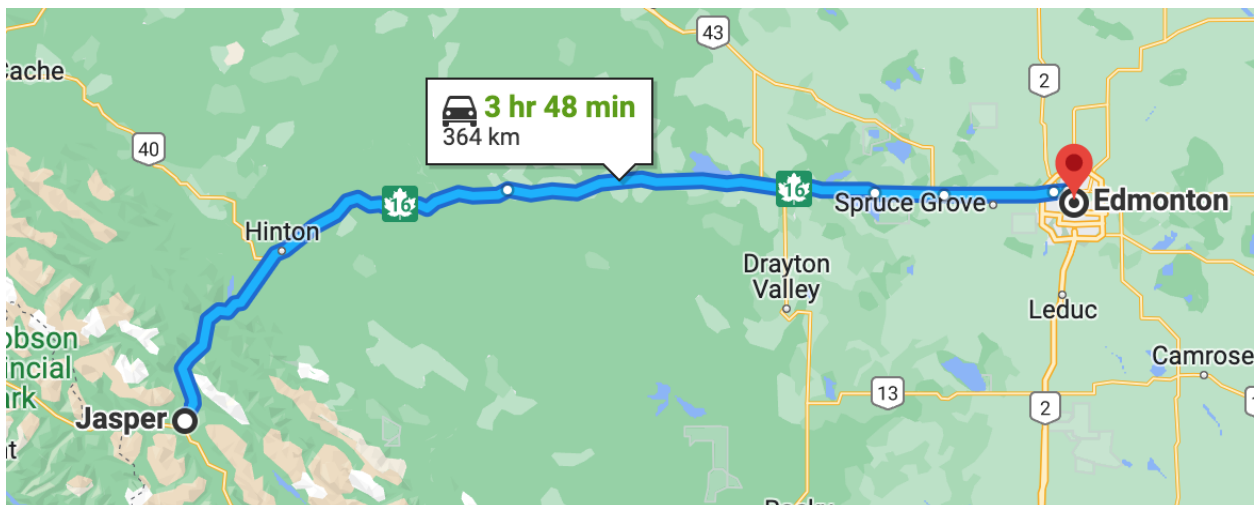 43
Cache
2
3 hr 48 min
364 km
40
16
16
Spruce Grove
Edmonton
Hinton
Drayton
Valley
Leduc
obson
incial
ark
Camrose
13
2
Jasper